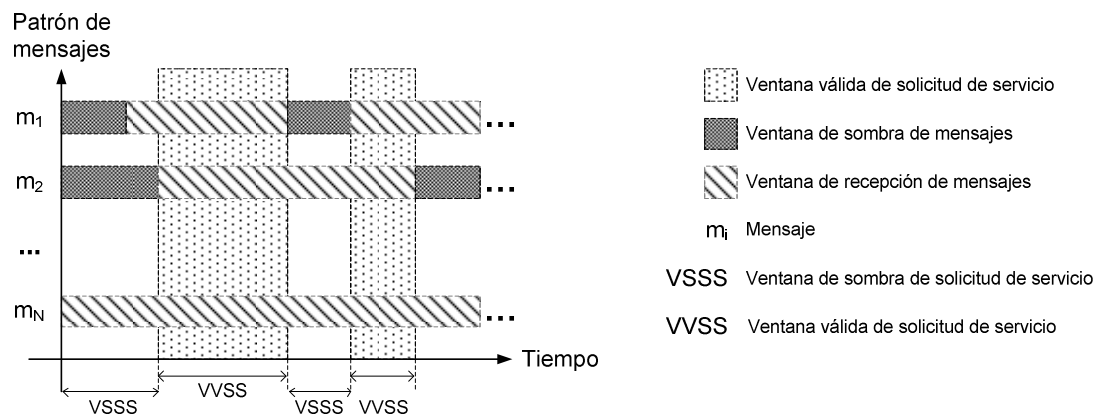 Patrón de
mensajes
m1
...
m2
...
...
mN
...
Tiempo
VSSS
VVSS
VSSS
VVSS
Ventana válida de solicitud de servicio
Ventana de sombra de mensajes
Ventana de recepción de mensajes
mi Mensaje
VSSS Ventana de sombra de solicitud de servicio
VVSS Ventana válida de solicitud de servicio